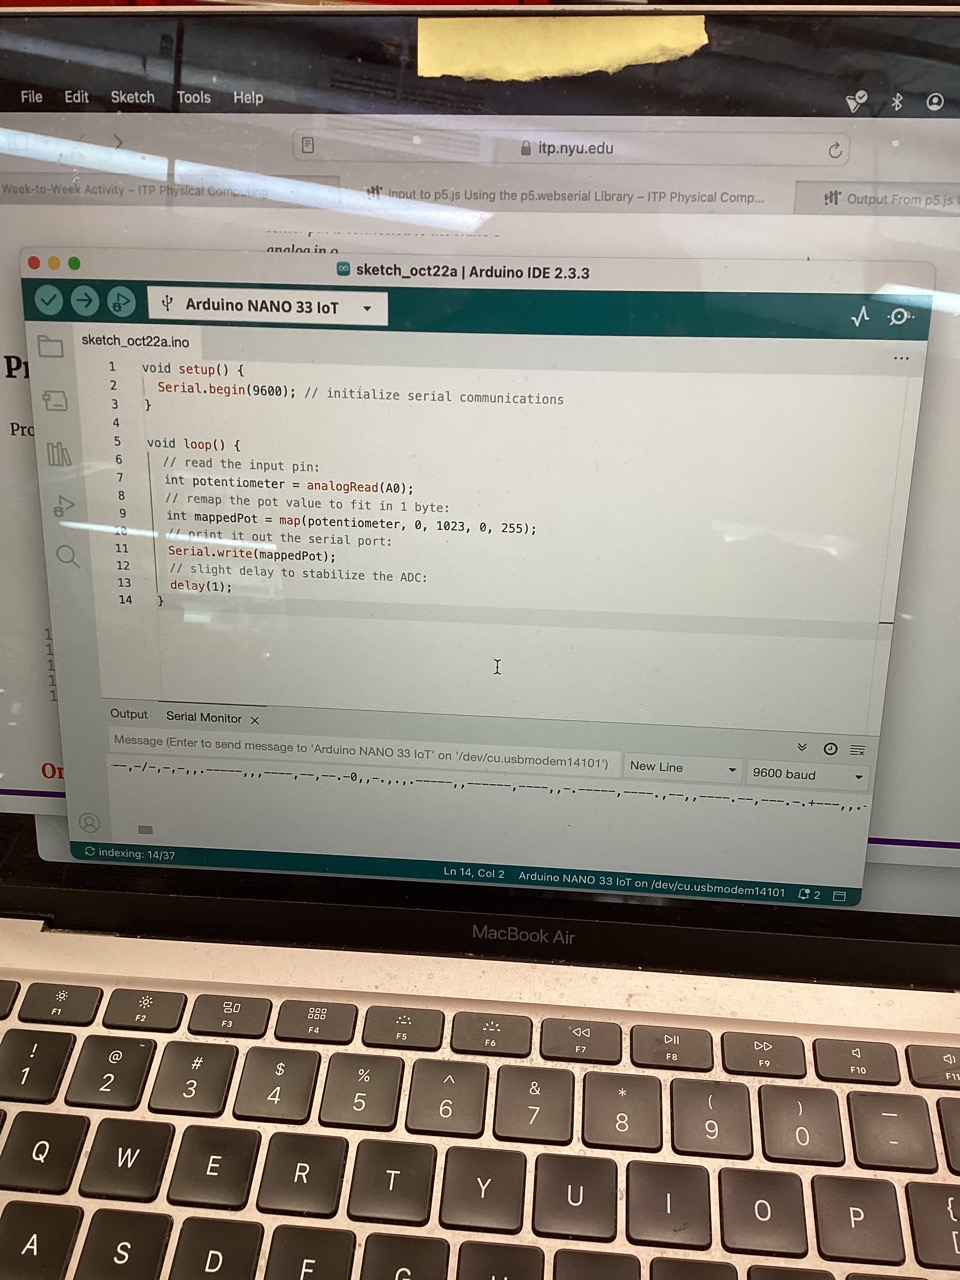 File Edit Sketch Tools Help
itp.nyu.edu
Week-to-Week Activity – ITP Physical Computing
Input to p5.js Using the p5.webserial Library – ITP Physical Comp...
Output From p5.js
analog in 0
sketch_oct22a | Arduino IDE 2.3.3
Arduino NANO 33 IoT
sketch_oct22a.ino
1 void setup() {
2 Serial.begin(9600); // initialize serial communications
3 }
4
5 void loop() {
6 // read the input pin:
7 int potentiometer = analogRead(A0);
8 // remap the pot value to fit in 1 byte:
9 int mappedPot = map(potentiometer, 0, 1023, 0, 255);
10 // print it out the serial port:
11 Serial.write(mappedPot);
12 // slight delay to stabilize the ADC:
13 delay(1);
14 }
Output Serial Monitor
Message (Enter to send message to 'Arduino NANO 33 IoT' on '/dev/cu.usbmodem14101')
New Line
9600 baud
indexing: 14/37
Ln 14, Col 2 Arduino NANO 33 IoT on /dev/cu.usbmodem14101 2
MacBook Air
F1 F2 F3 F4 F5 F6 F7 F8 F9 F10 F11
! @ # $ % ^ & * ( ) —
1 2 3 4 5 6 7 8 9 0 -
Q W E R T Y U I O P { [
A S D F G